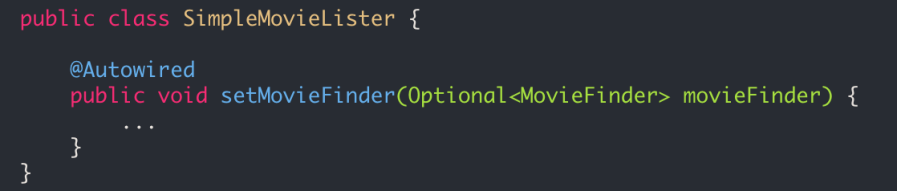 public class SimpleMovieLister {
@Autowired
public void setMovieFinder(Optional<MovieFinder> movieFinder) {
...
}
}